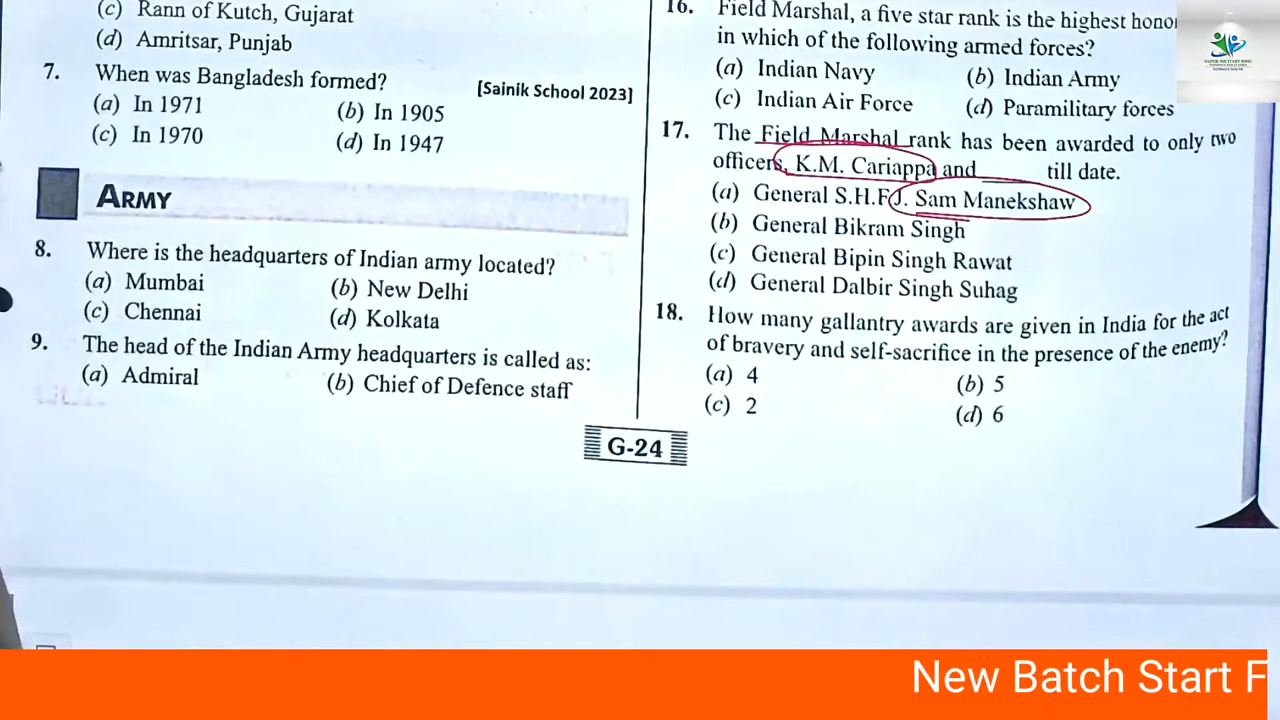 (c) Rann of Kutch, Gujarat
(d) Amritsar, Punjab
7. When was Bangladesh formed?
[Sainik School 2023]
(a) In 1971 (b) In 1905
(c) In 1970 (d) In 1947
ARMY
8. Where is the headquarters of Indian army located?
(a) Mumbai (b) New Delhi
(c) Chennai (d) Kolkata
9. The head of the Indian Army headquarters is called as:
(a) Admiral (b) Chief of Defence staff
16. Field Marshal, a five star rank is the highest
in which of the following armed forces?
(a) Indian Navy (b) Indian Army
(c) Indian Air Force (d) Paramilitary forces
17. The Field Marshal rank has been awarded to only two
officers, K.M. Cariappa and ______ till date.
(a) General S.H.F.J. Sam Manekshaw
(b) General Bikram Singh
(c) General Bipin Singh Rawat
(d) General Dalbir Singh Suhag
18. How many gallantry awards are given in India for the act
of bravery and self-sacrifice in the presence of the enemy?
(a) 4 (b) 5
(c) 2 (d) 6
G-24
New Batch Start F